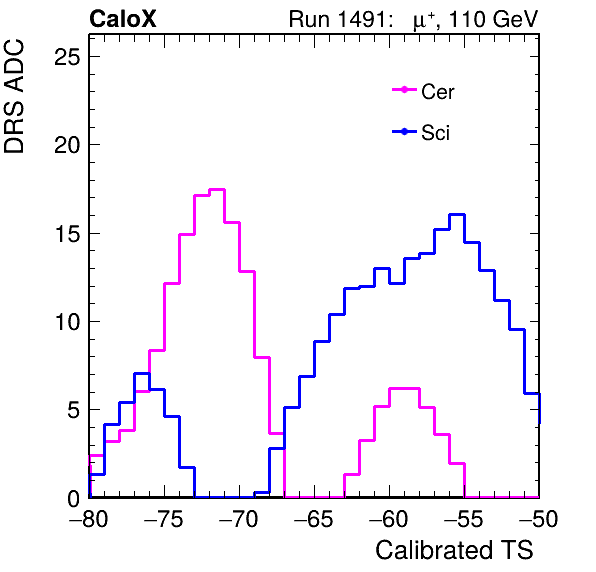 CaloX Run 1491: μ⁺, 110 GeV
DRS ADC
25
20
15
10
5
0
Cer
Sci
−80 −75 −70 −65 −60 −55 −50
Calibrated TS